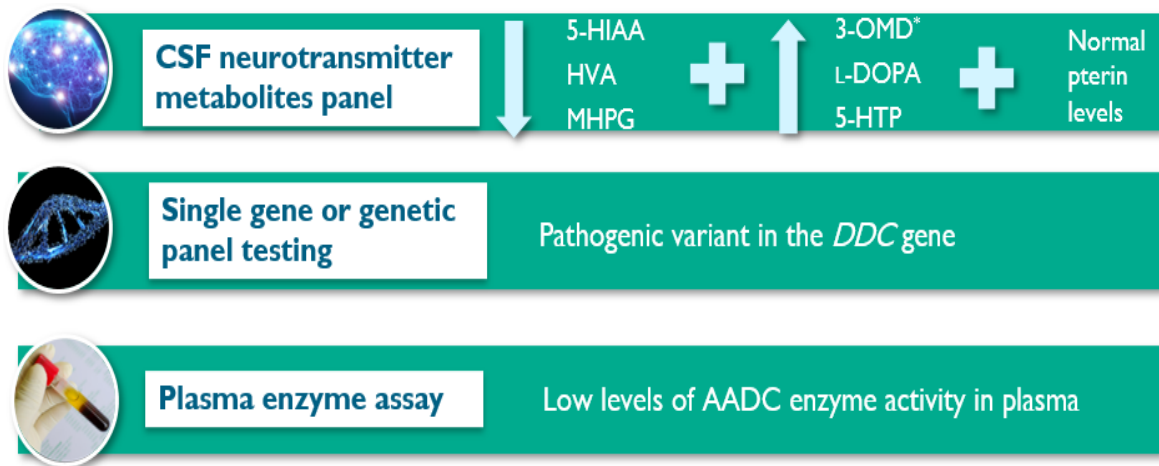 CSF neurotransmitter
metabolites panel
5-HIAA
HVA
MHPG
3-OMD*
L-DOPA
5-HTP
Normal
pterin
levels
Single gene or genetic
panel testing
Pathogenic variant in the DDC gene
Plasma enzyme assay
Low levels of AADC enzyme activity in plasma